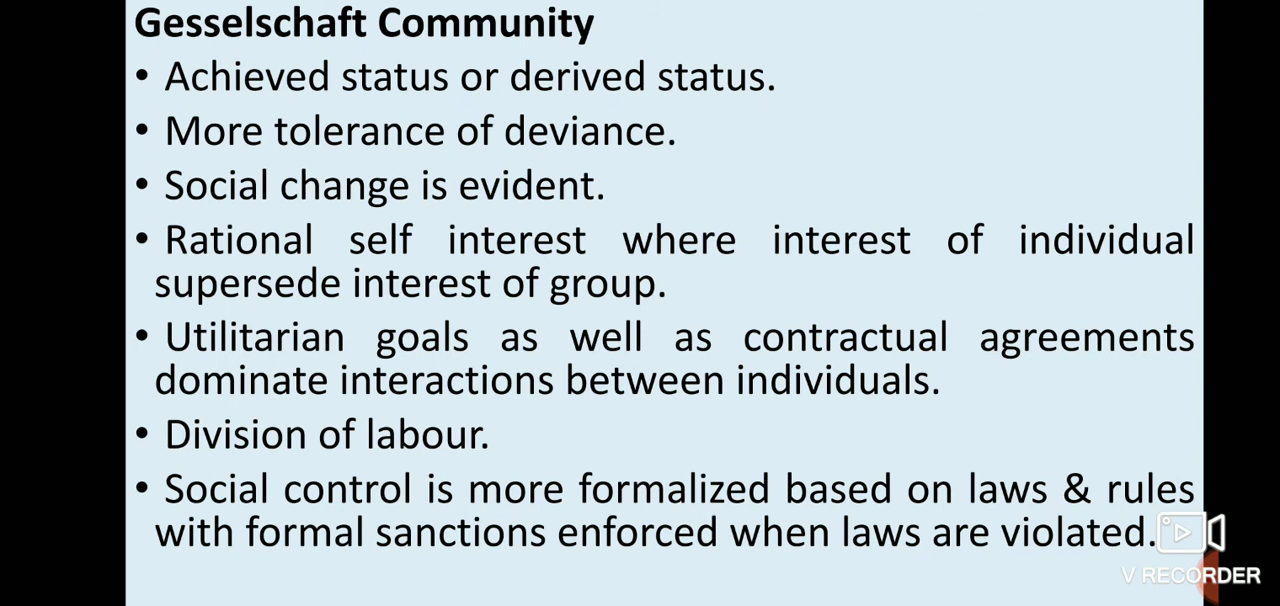 Gesselschaft Community
• Achieved status or derived status.
• More tolerance of deviance.
• Social change is evident.
• Rational self interest where interest of individual
supersede interest of group.
• Utilitarian goals as well as contractual agreements
dominate interactions between individuals.
• Division of labour.
• Social control is more formalized based on laws & rules
with formal sanctions enforced when laws are violated.
V RECORDER